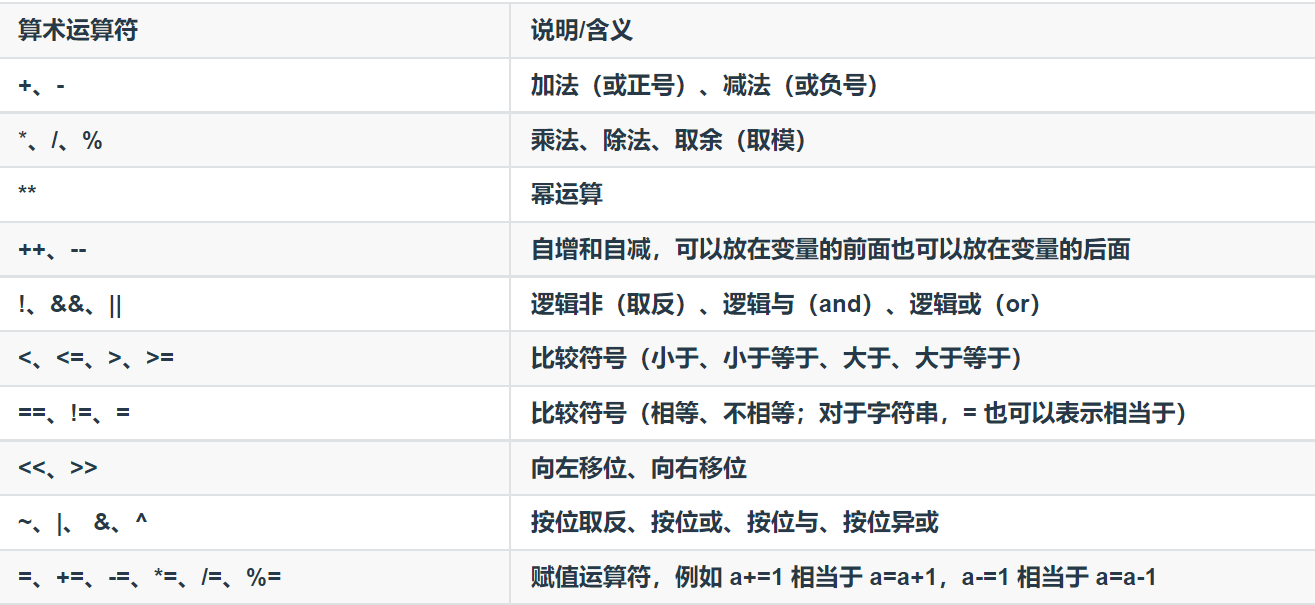 算术运算符 说明/含义
+、- 加法（或正号）、减法（或负号）
*、/、% 乘法、除法、取余（取模）
** 幂运算
++、-- 自增和自减，可以放在变量的前面也可以放在变量的后面
!、&&、|| 逻辑非（取反）、逻辑与（and）、逻辑或（or）
<、<=、>、>= 比较符号（小于、小于等于、大于、大于等于）
==、!=、= 比较符号（相等、不相等；对于字符串，= 也可以表示相当于）
<<、>> 向左移位、向右移位
~、|、 &、^ 按位取反、按位或、按位与、按位异或
=、+=、-=、*=、/=、%= 赋值运算符，例如 a+=1 相当于 a=a+1，a-=1 相当于 a=a-1